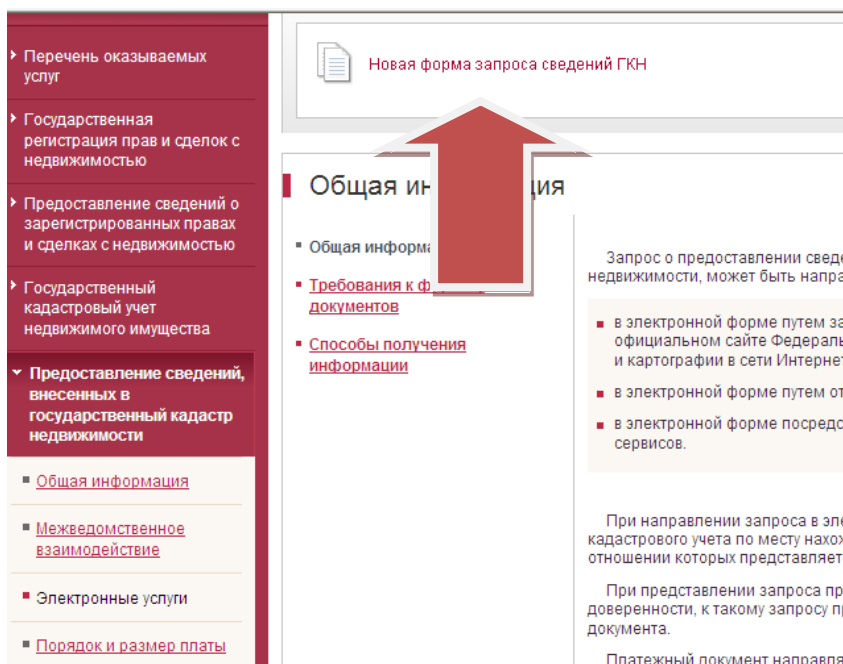 Перечень оказываемых
услуг
Государственная
регистрация прав и сделок с
недвижимостью
Предоставление сведений о
зарегистрированных правах
и сделках с недвижимостью
Государственный
кадастровый учет
недвижимого имущества
Предоставление сведений,
внесенных в
государственный кадастр
недвижимости
Общая информация
Межведомственное
взаимодействие
Электронные услуги
Порядок и размер платы
Новая форма запроса сведений ГКН
Общая ин ция
Общая информа
Требования к ф
документов
Способы получения
информации
Запрос о предоставлении сведе
недвижимости, может быть напра
в электронной форме путем за
официальном сайте Федераль
и картографии в сети Интернет
в электронной форме путем от
в электронной форме посредс
сервисов.
При направлении запроса в эле
кадастрового учета по месту нахо
отношении которых представляет
При представлении запроса пр
доверенности, к такому запросу пр
документа.
Платежный документ направля